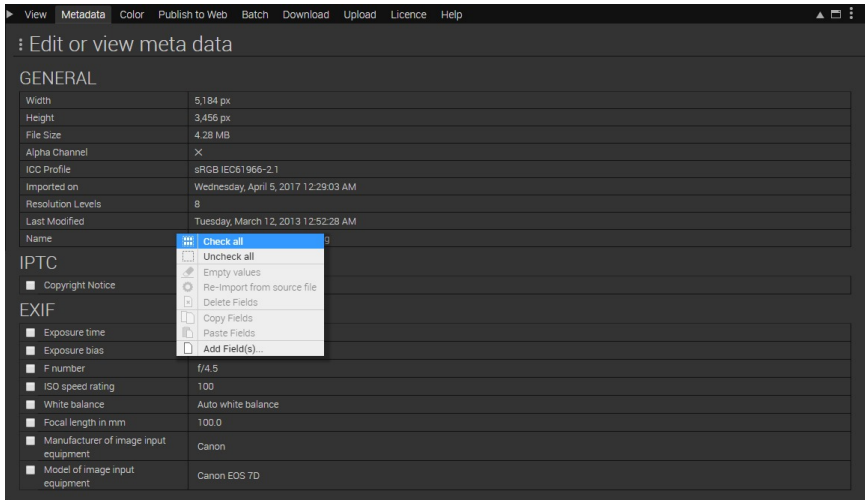 View Metadata Color Publish to Web Batch Download Upload Licence Help
Edit or view meta data
GENERAL
Width 5,184 px
Height 3,456 px
File Size 4.28 MB
Alpha Channel
ICC Profile sRGB IEC61966-2.1
Imported on Wednesday, April 5, 2017 12:29:03 AM
Resolution Levels 8
Last Modified Tuesday, March 12, 2013 12:52:28 AM
Name
Check all
Uncheck all
Empty values
Re-Import from source file
Delete Fields
Copy Fields
Paste Fields
Add Field(s)...
IPTC
Copyright Notice
EXIF
Exposure time
Exposure bias
F number f/4.5
ISO speed rating 100
White balance Auto white balance
Focal length in mm 100.0
Manufacturer of image input
equipment
Canon
Model of image input
equipment
Canon EOS 7D